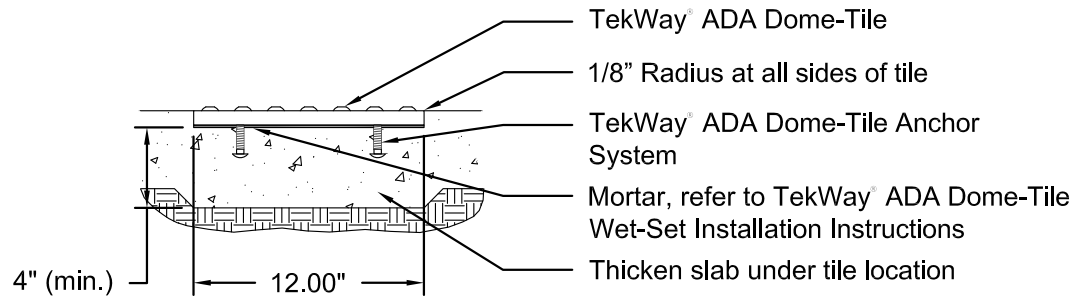 TekWay® ADA Dome-Tile
1/8” Radius at all sides of tile
TekWay® ADA Dome-Tile Anchor
System
Mortar, refer to TekWay® ADA Dome-Tile
Wet-Set Installation Instructions
Thicken slab under tile location
4" (min.)
12.00"